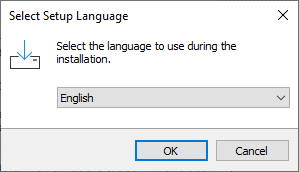 Select Setup Language
Select the language to use during the
installation.
English
OK
Cancel